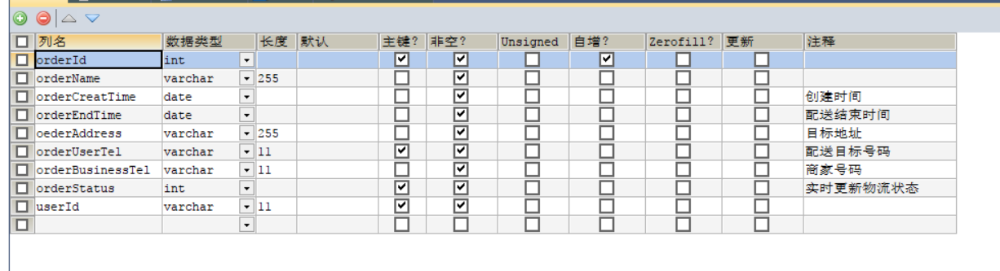 列名 数据类型 长度 默认 主键? 非空? Unsigned 自增? Zerofill? 更新 注释
orderId int
orderName varchar 255
orderCreatTime date 创建时间
orderEndTime date 配送结束时间
oederAddress varchar 255 目标地址
orderUserTel varchar 11 配送目标号码
orderBusinessTel varchar 11 商家号码
orderStatus int 实时更新物流状态
userId varchar 11